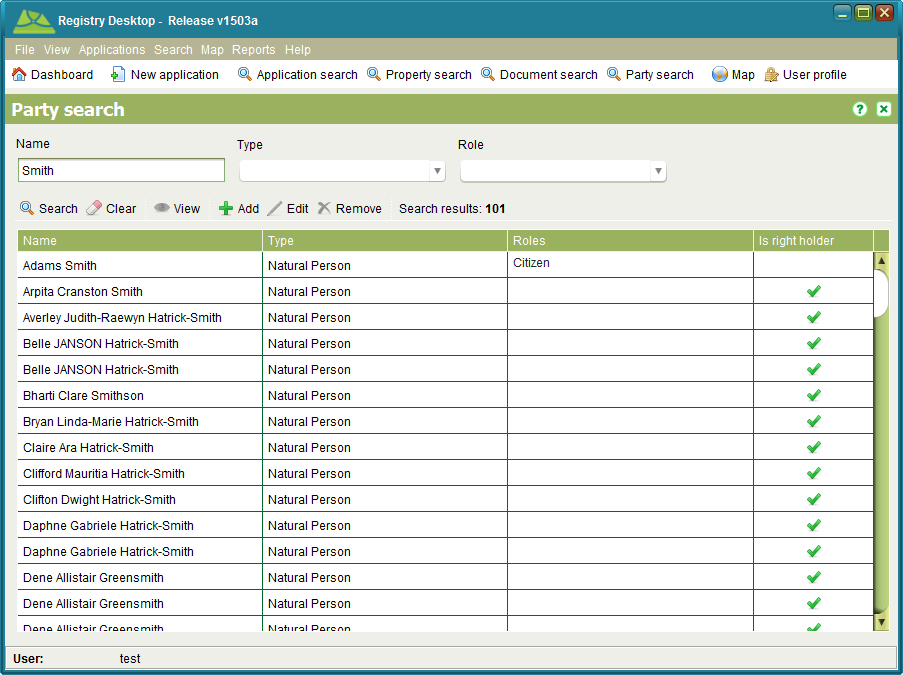 Registry Desktop - Release v1503a
File View Applications Search Map Reports Help
Dashboard New application Application search Property search Document search Party search Map User profile
Party search
Name Type Role
Smith
Search Clear View Add Edit Remove Search results: 101
Name Type Roles Is right holder
Adams Smith Natural Person Citizen
Arpita Cranston Smith Natural Person
Averley Judith-Raewyn Hatrick-Smith Natural Person
Belle JANSON Hatrick-Smith Natural Person
Belle JANSON Hatrick-Smith Natural Person
Bharti Clare Smithson Natural Person
Bryan Linda-Marie Hatrick-Smith Natural Person
Claire Ara Hatrick-Smith Natural Person
Clifford Mauritia Hatrick-Smith Natural Person
Clifton Dwight Hatrick-Smith Natural Person
Daphne Gabriele Hatrick-Smith Natural Person
Daphne Gabriele Hatrick-Smith Natural Person
Dene Allistair Greensmith Natural Person
Dene Allistair Greensmith Natural Person
Dene Allistair Greensmith Natural Person
User: test